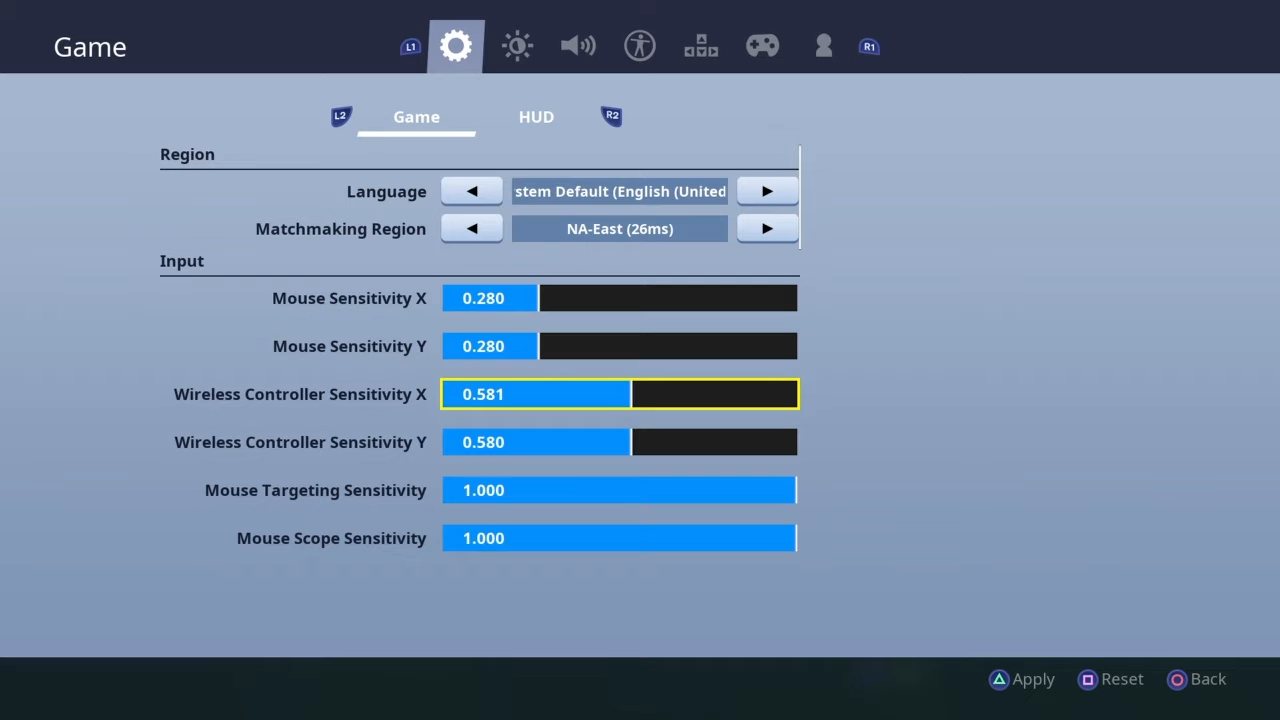 Game
L1
R1
L2
Game
HUD
R2
Region
Language
stem Default (English (United
Matchmaking Region
NA-East (26ms)
Input
Mouse Sensitivity X
0.280
Mouse Sensitivity Y
0.280
Wireless Controller Sensitivity X
0.581
Wireless Controller Sensitivity Y
0.580
Mouse Targeting Sensitivity
1.000
Mouse Scope Sensitivity
1.000
Apply
Reset
Back